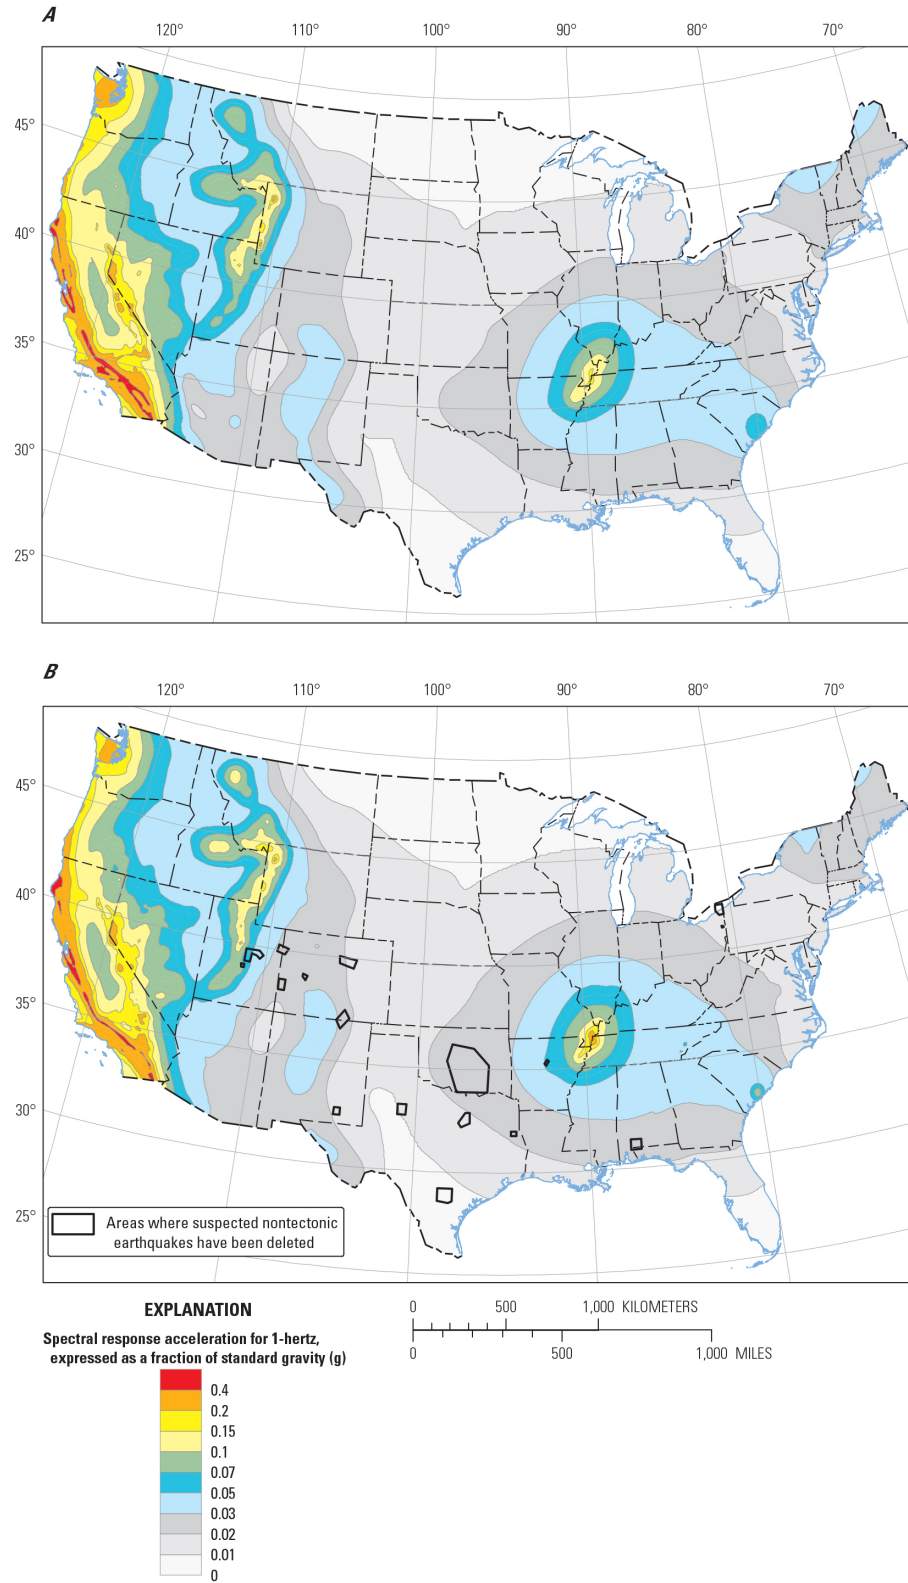 A
120° 110° 100° 90° 80° 70°
45°
40°
35°
30°
25°
B
120° 110° 100° 90° 80° 70°
45°
40°
35°
30°
25°
Areas where suspected nontectonic
earthquakes have been deleted
EXPLANATION
Spectral response acceleration for 1-hertz,
expressed as a fraction of standard gravity (g)
0.4
0.2
0.15
0.1
0.07
0.05
0.03
0.02
0.01
0
0 500 1,000 KILOMETERS
0 500 1,000 MILES